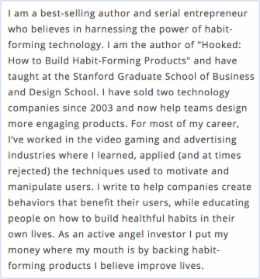 I am a best-selling author and serial entrepreneur
who believes in harnessing the power of habit-
forming technology. I am the author of "Hooked:
How to Build Habit-Forming Products" and have
taught at the Stanford Graduate School of Business
and Design School. I have sold two technology
companies since 2003 and now help teams design
more engaging products. For most of my career,
I've worked in the video gaming and advertising
industries where I learned, applied (and at times
rejected) the techniques used to motivate and
manipulate users. I write to help companies create
behaviors that benefit their users, while educating
people on how to build healthful habits in their
own lives. As an active angel investor I put my
money where my mouth is by backing habit-
forming products I believe improve lives.